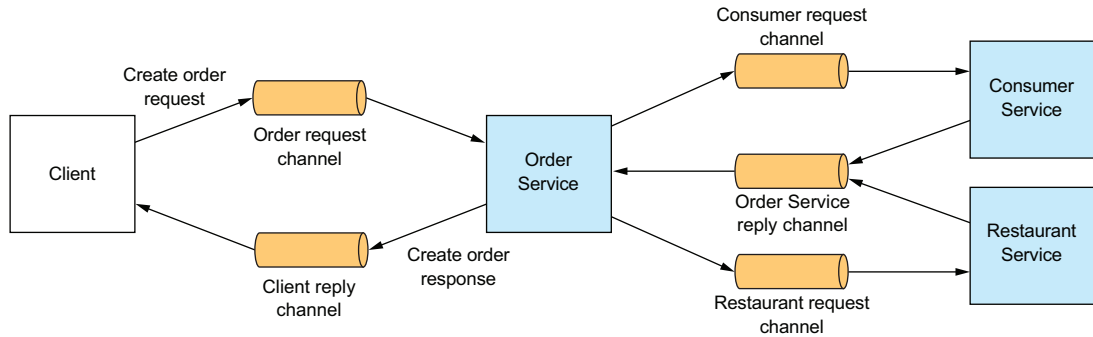 Consumer request
channel
Create order
request
Order request
channel
Client
Order
Service
Consumer
Service
Order Service
reply channel
Restaurant
Service
Create order
response
Client reply
channel
Restaurant request
channel